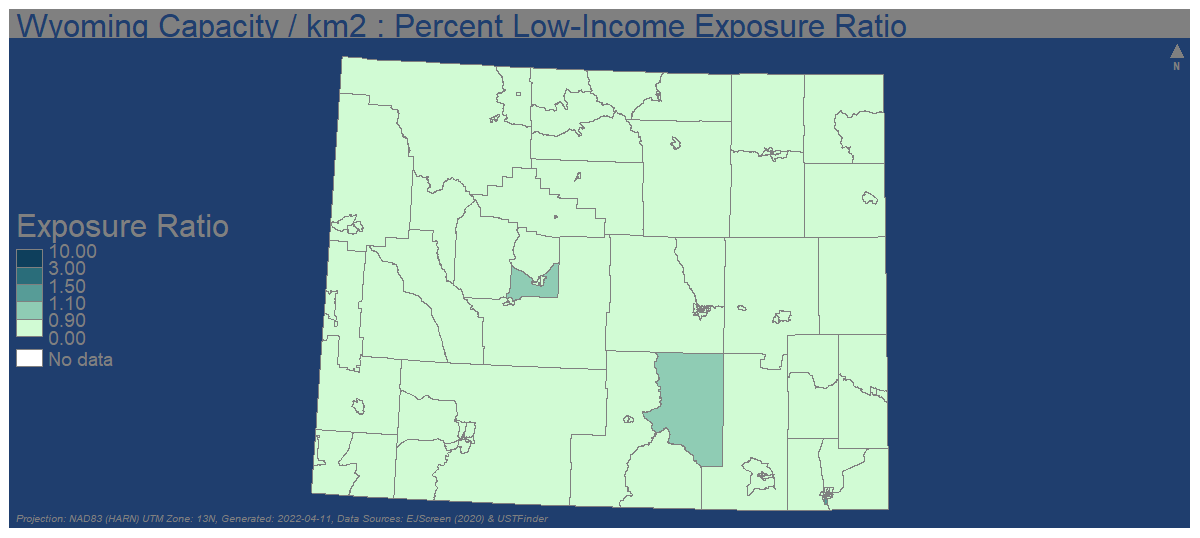 Wyoming Capacity / km2 : Percent Low-Income Exposure Ratio
N
Exposure Ratio
10.00
3.00
1.50
1.10
0.90
0.00
No data
Projection: NAD83 (HARN) UTM Zone: 13N, Generated: 2022-04-11, Data Sources: EJScreen (2020) & USTFinder